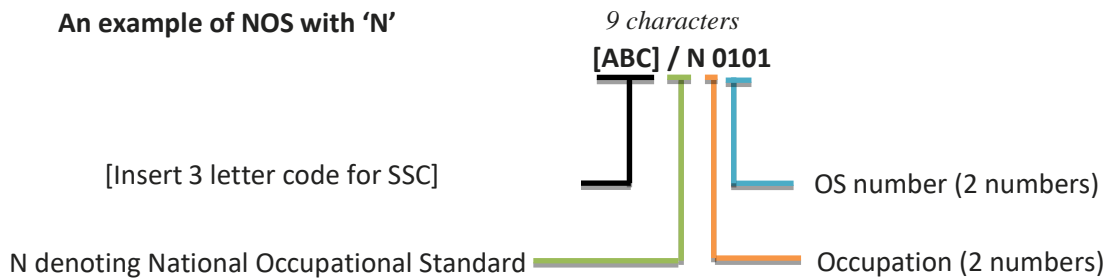 An example of NOS with ‘N’
9 characters
[ABC] / N 0101
[Insert 3 letter code for SSC]
OS number (2 numbers)
N denoting National Occupational Standard
Occupation (2 numbers)